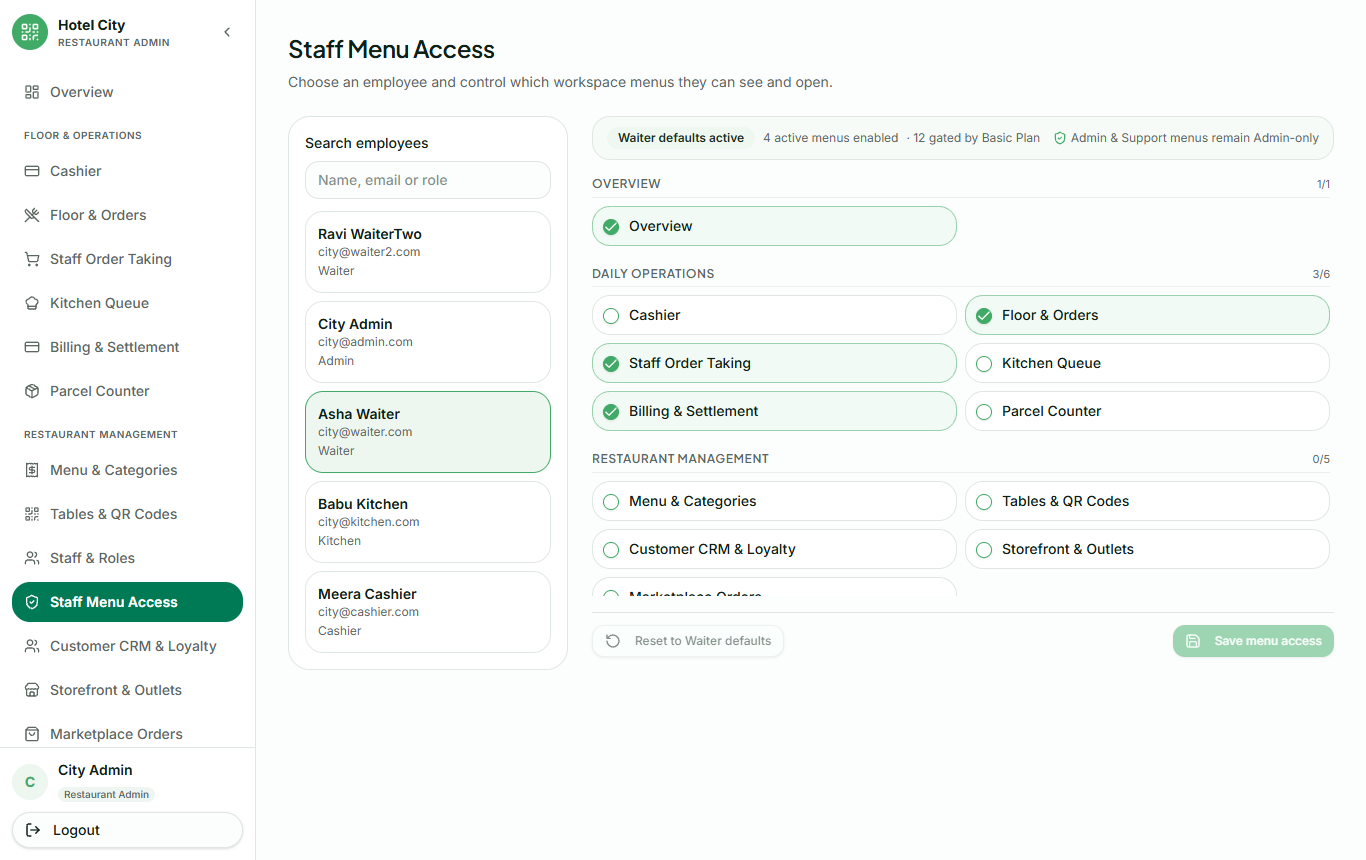 Hotel City
RESTAURANT ADMIN
Overview
FLOOR & OPERATIONS
Cashier
Floor & Orders
Staff Order Taking
Kitchen Queue
Billing & Settlement
Parcel Counter
RESTAURANT MANAGEMENT
Menu & Categories
Tables & QR Codes
Staff & Roles
Staff Menu Access
Customer CRM & Loyalty
Storefront & Outlets
Marketplace Orders
C
City Admin
Restaurant Admin
Logout
Staff Menu Access
Choose an employee and control which workspace menus they can see and open.
Search employees
Name, email or role
Ravi WaiterTwo
city@waiter2.com
Waiter
City Admin
city@admin.com
Admin
Asha Waiter
city@waiter.com
Waiter
Babu Kitchen
city@kitchen.com
Kitchen
Meera Cashier
city@cashier.com
Cashier
Waiter defaults active 4 active menus enabled · 12 gated by Basic Plan Admin & Support menus remain Admin-only
OVERVIEW 1/1
Overview
DAILY OPERATIONS 3/6
Cashier Floor & Orders
Staff Order Taking Kitchen Queue
Billing & Settlement Parcel Counter
RESTAURANT MANAGEMENT 0/5
Menu & Categories Tables & QR Codes
Customer CRM & Loyalty Storefront & Outlets
Marketplace Orders
Reset to Waiter defaults Save menu access